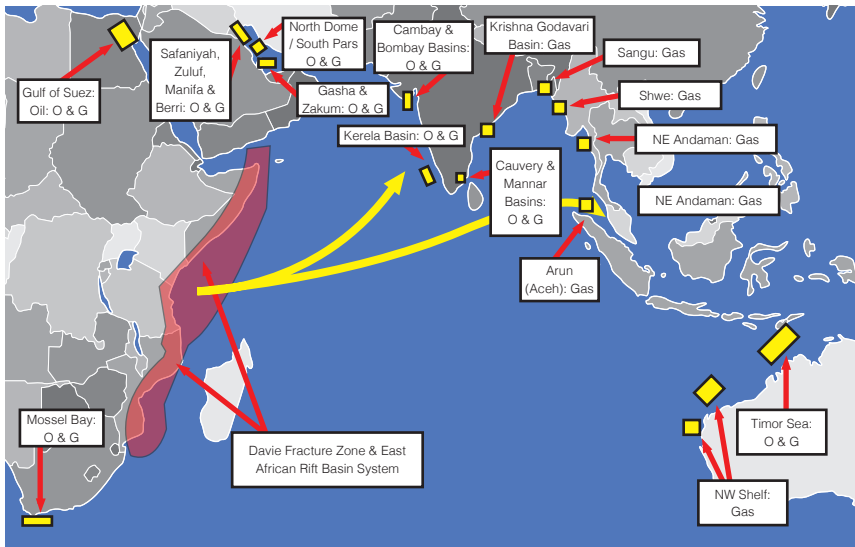 Gulf of Suez:
Oil: O & G
Safaniyah,
Zuluf,
Manifa &
Berri: O & G
North Dome
/ South Pars
O & G
Gasha &
Zakum: O & G
Cambay &
Bombay Basins:
O & G
Kerela Basin: O & G
Krishna Godavari
Basin: Gas
Sangu: Gas
Shwe: Gas
NE Andaman: Gas
NE Andaman: Gas
Cauvery &
Mannar
Basins:
O & G
Arun
(Aceh): Gas
Mossel Bay:
O & G
Davie Fracture Zone & East
African Rift Basin System
Timor Sea:
O & G
NW Shelf:
Gas